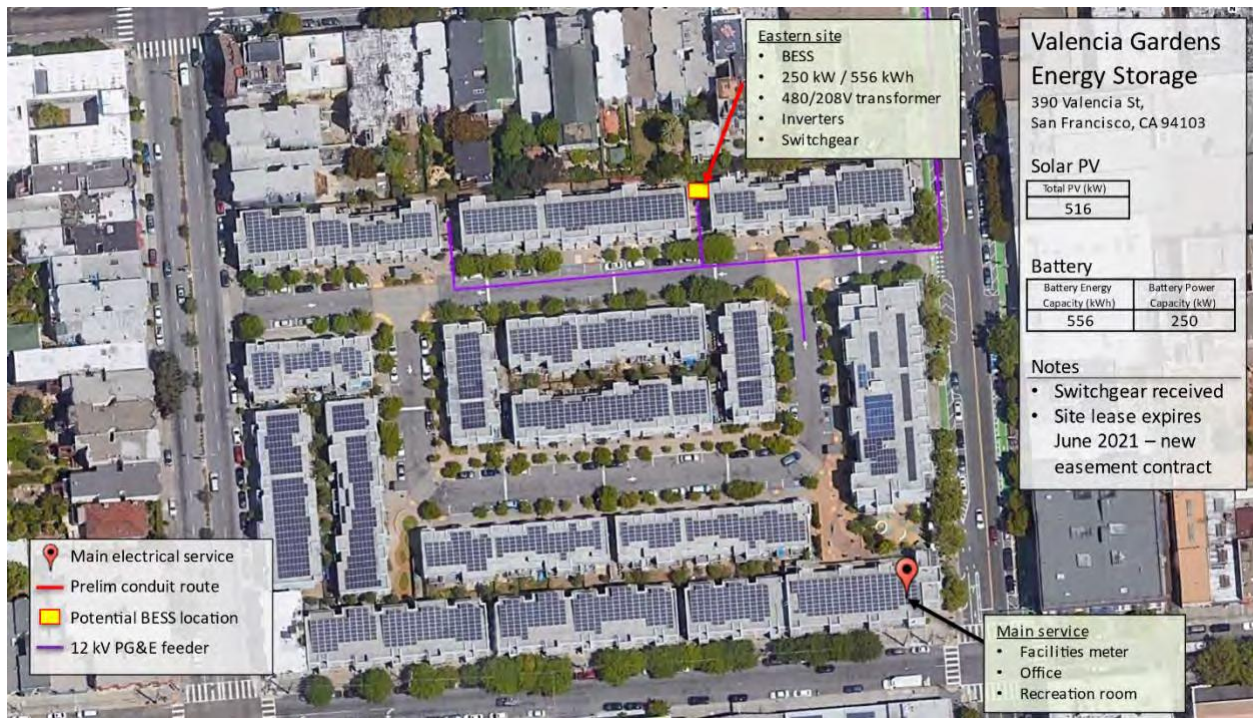 Eastern site
• BESS
• 250 kW / 556 kWh
• 480/208V transformer
• Inverters
• Switchgear
Valencia Gardens
Energy Storage
390 Valencia St,
San Francisco, CA 94103
Solar PV
Total PV (kW)
516
Battery
Battery Energy
Capacity (kWh)
Battery Power
Capacity (kW)
556
250
Notes
• Switchgear received
• Site lease expires
June 2021 – new
easement contract
Main electrical service
Prelim conduit route
Potential BESS location
12 kV PG&E feeder
Main service
• Facilities meter
• Office
• Recreation room